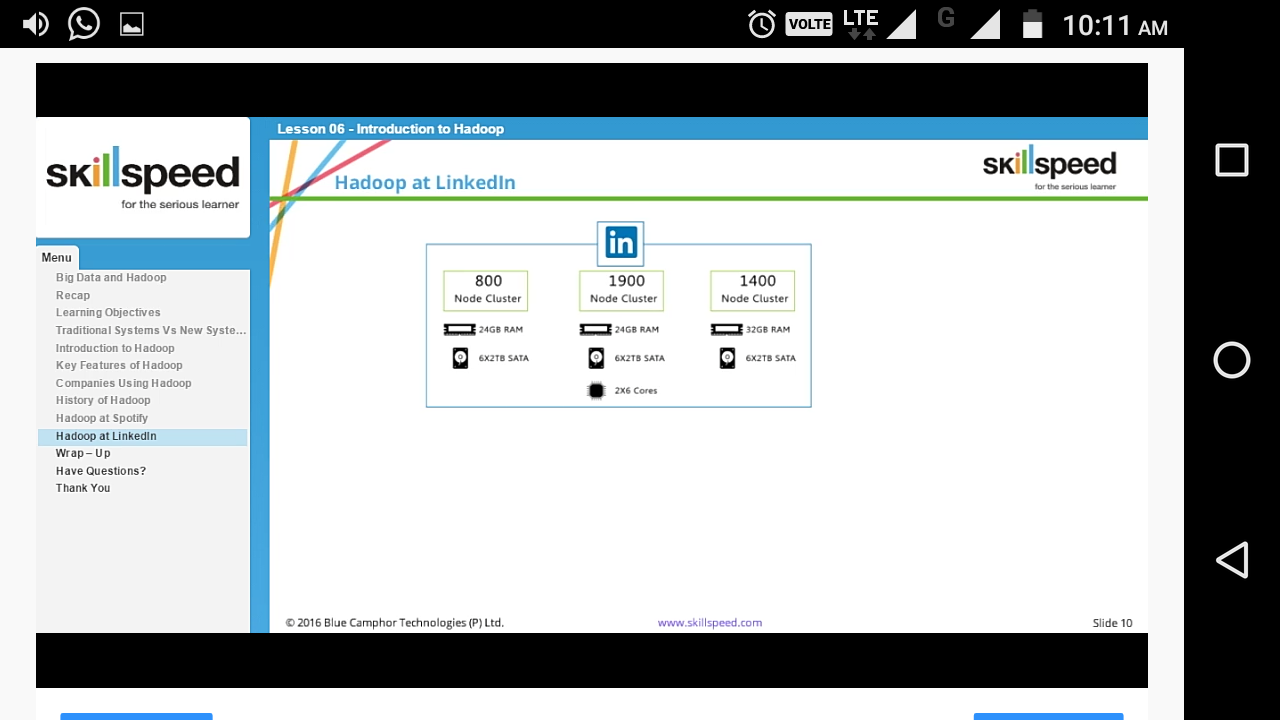 VOLTE LTE G 10:11 AM
Lesson 06 - Introduction to Hadoop
skillspeed
for the serious learner
Menu
Big Data and Hadoop
Recap
Learning Objectives
Traditional Systems Vs New Syste...
Introduction to Hadoop
Key Features of Hadoop
Companies Using Hadoop
History of Hadoop
Hadoop at Spotify
Hadoop at LinkedIn
Wrap – Up
Have Questions?
Thank You
Hadoop at LinkedIn
skillspeed
for the serious learner
in
800 1900 1400
Node Cluster Node Cluster Node Cluster
24GB RAM 24GB RAM 32GB RAM
6X2TB SATA 6X2TB SATA 6X2TB SATA
2X6 Cores
© 2016 Blue Camphor Technologies (P) Ltd. www.skillspeed.com Slide 10